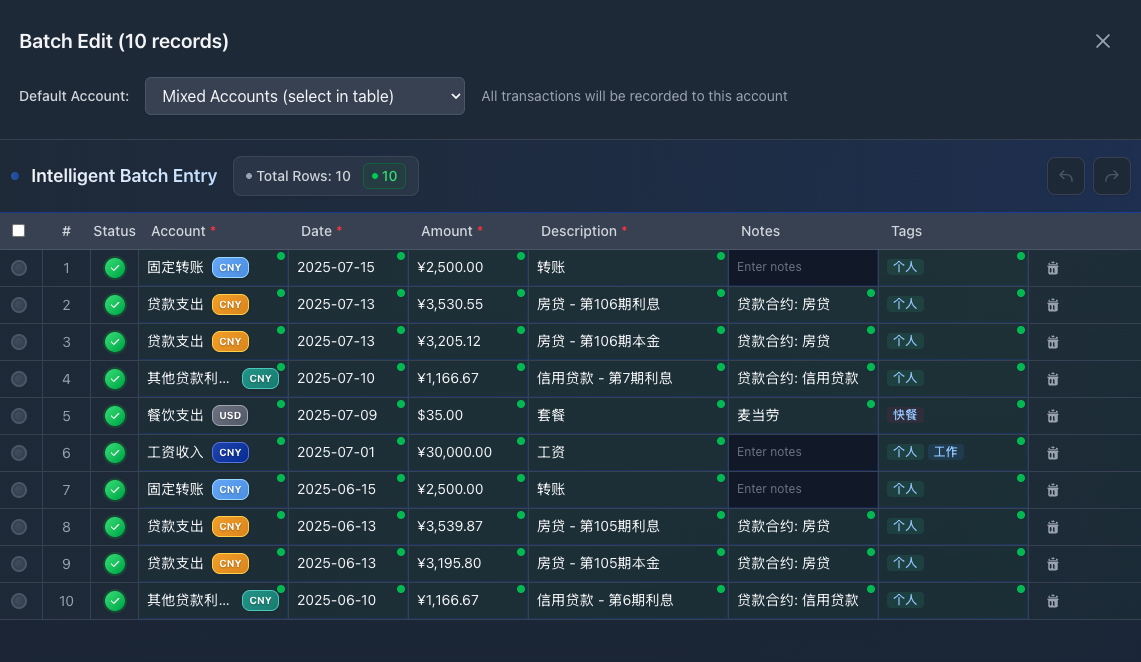 Batch Edit (10 records)
Default Account: Mixed Accounts (select in table) All transactions will be recorded to this account
Intelligent Batch Entry Total Rows: 10 10
# Status Account * Date * Amount * Description * Notes Tags
1 固定转账 CNY 2025-07-15 ¥2,500.00 转账 Enter notes 个人
2 贷款支出 CNY 2025-07-13 ¥3,530.55 房贷 - 第106期利息 贷款合约: 房贷 个人
3 贷款支出 CNY 2025-07-13 ¥3,205.12 房贷 - 第106期本金 贷款合约: 房贷 个人
4 其他贷款利... CNY 2025-07-10 ¥1,166.67 信用贷款 - 第7期利息 贷款合约: 信用贷款 个人
5 餐饮支出 USD 2025-07-09 $35.00 套餐 麦当劳 快餐
6 工资收入 CNY 2025-07-01 ¥30,000.00 工资 Enter notes 个人 工作
7 固定转账 CNY 2025-06-15 ¥2,500.00 转账 Enter notes 个人
8 贷款支出 CNY 2025-06-13 ¥3,539.87 房贷 - 第105期利息 贷款合约: 房贷 个人
9 贷款支出 CNY 2025-06-13 ¥3,195.80 房贷 - 第105期本金 贷款合约: 房贷 个人
10 其他贷款利... CNY 2025-06-10 ¥1,166.67 信用贷款 - 第6期利息 贷款合约: 信用贷款 个人